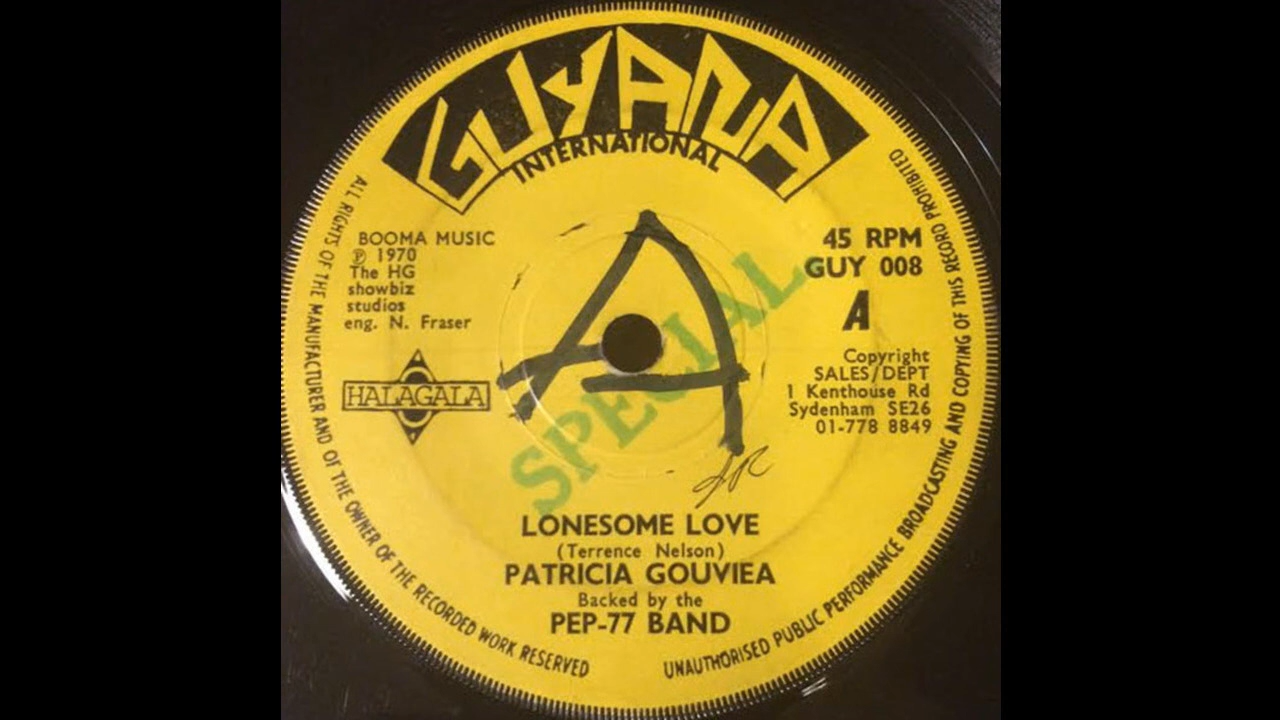 GUYANA
INTERNATIONAL
BOOMA MUSIC
℗ 1970
The HG
showbiz
studios
eng. N. Fraser
HALAGALA
45 RPM
GUY 008
A
Copyright
SALES/DEPT
1 Kenthouse Rd
Sydenham SE26
01-778 8849
A
SPECIAL
LONESOME LOVE
(Terrence Nelson)
PATRICIA GOUVIEA
Backed by the
PEP-77 BAND
ALL RIGHTS OF THE MANUFACTURER AND OF THE OWNER OF THE RECORDED WORK RESERVED
UNAUTHORISED PUBLIC PERFORMANCE BROADCASTING AND COPYING OF THIS RECORD PROHIBITED